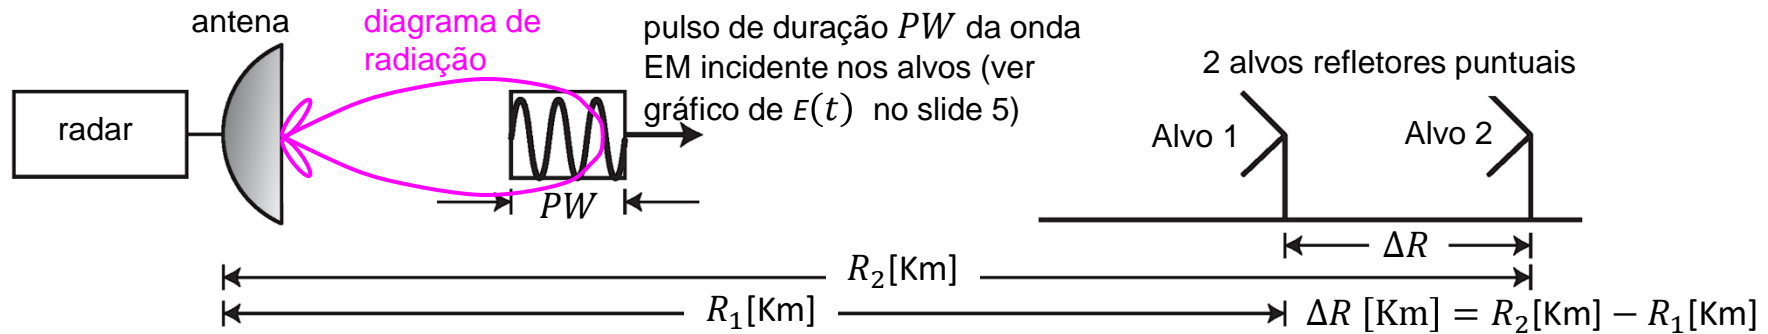 antena
diagrama de
radiação
pulso de duração PW da onda
EM incidente nos alvos (ver
gráfico de E(t) no slide 5)
2 alvos refletores puntuais
radar
Alvo 1
Alvo 2
PW
ΔR
R₂[Km]
R₁[Km]
ΔR [Km] = R₂[Km] − R₁[Km]